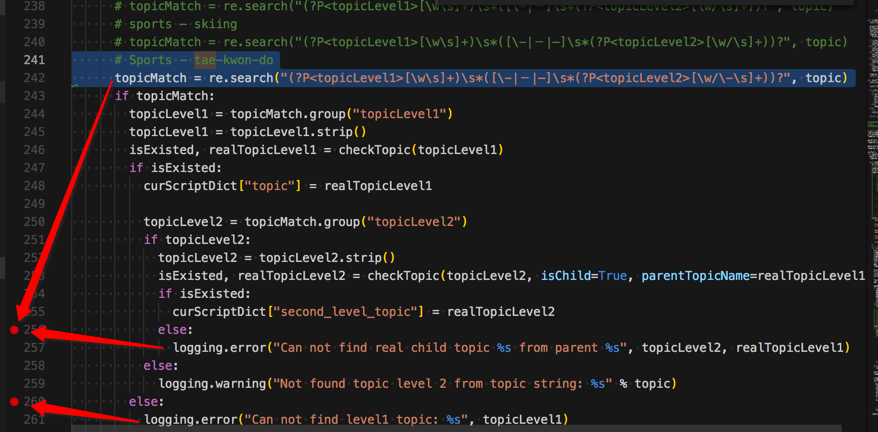 238 # topicMatch = re.search("(?P<topicLevel1>[\w\s]+)\s*([\-|－|—]\s*(?P<topicLevel2>[\w/\s]+))?", topic)
239 # sports – skiing
240 # topicMatch = re.search("(?P<topicLevel1>[\w\s]+)\s*([\-|－|—]\s*(?P<topicLevel2>[\w/\s]+))?", topic)
241 # Sports – tae-kwon-do
242 topicMatch = re.search("(?P<topicLevel1>[\w\s]+)\s*([\-|－|—]\s*(?P<topicLevel2>[\w/\-\s]+))?", topic)
243 if topicMatch:
244 topicLevel1 = topicMatch.group("topicLevel1")
245 topicLevel1 = topicLevel1.strip()
246 isExisted, realTopicLevel1 = checkTopic(topicLevel1)
247 if isExisted:
248 curScriptDict["topic"] = realTopicLevel1
249
250 topicLevel2 = topicMatch.group("topicLevel2")
251 if topicLevel2:
topicLevel2 = topicLevel2.strip()
253 isExisted, realTopicLevel2 = checkTopic(topicLevel2, isChild=True, parentTopicName=realTopicLevel1
254 if isExisted:
255 curScriptDict["second_level_topic"] = realTopicLevel2
256 else:
257 logging.error("Can not find real child topic %s from parent %s", topicLevel2, realTopicLevel1)
258 else:
259 logging.warning("Not found topic level 2 from topic string: %s" % topic)
260 else:
261 logging.error("Can not find level1 topic: %s", topicLevel1)